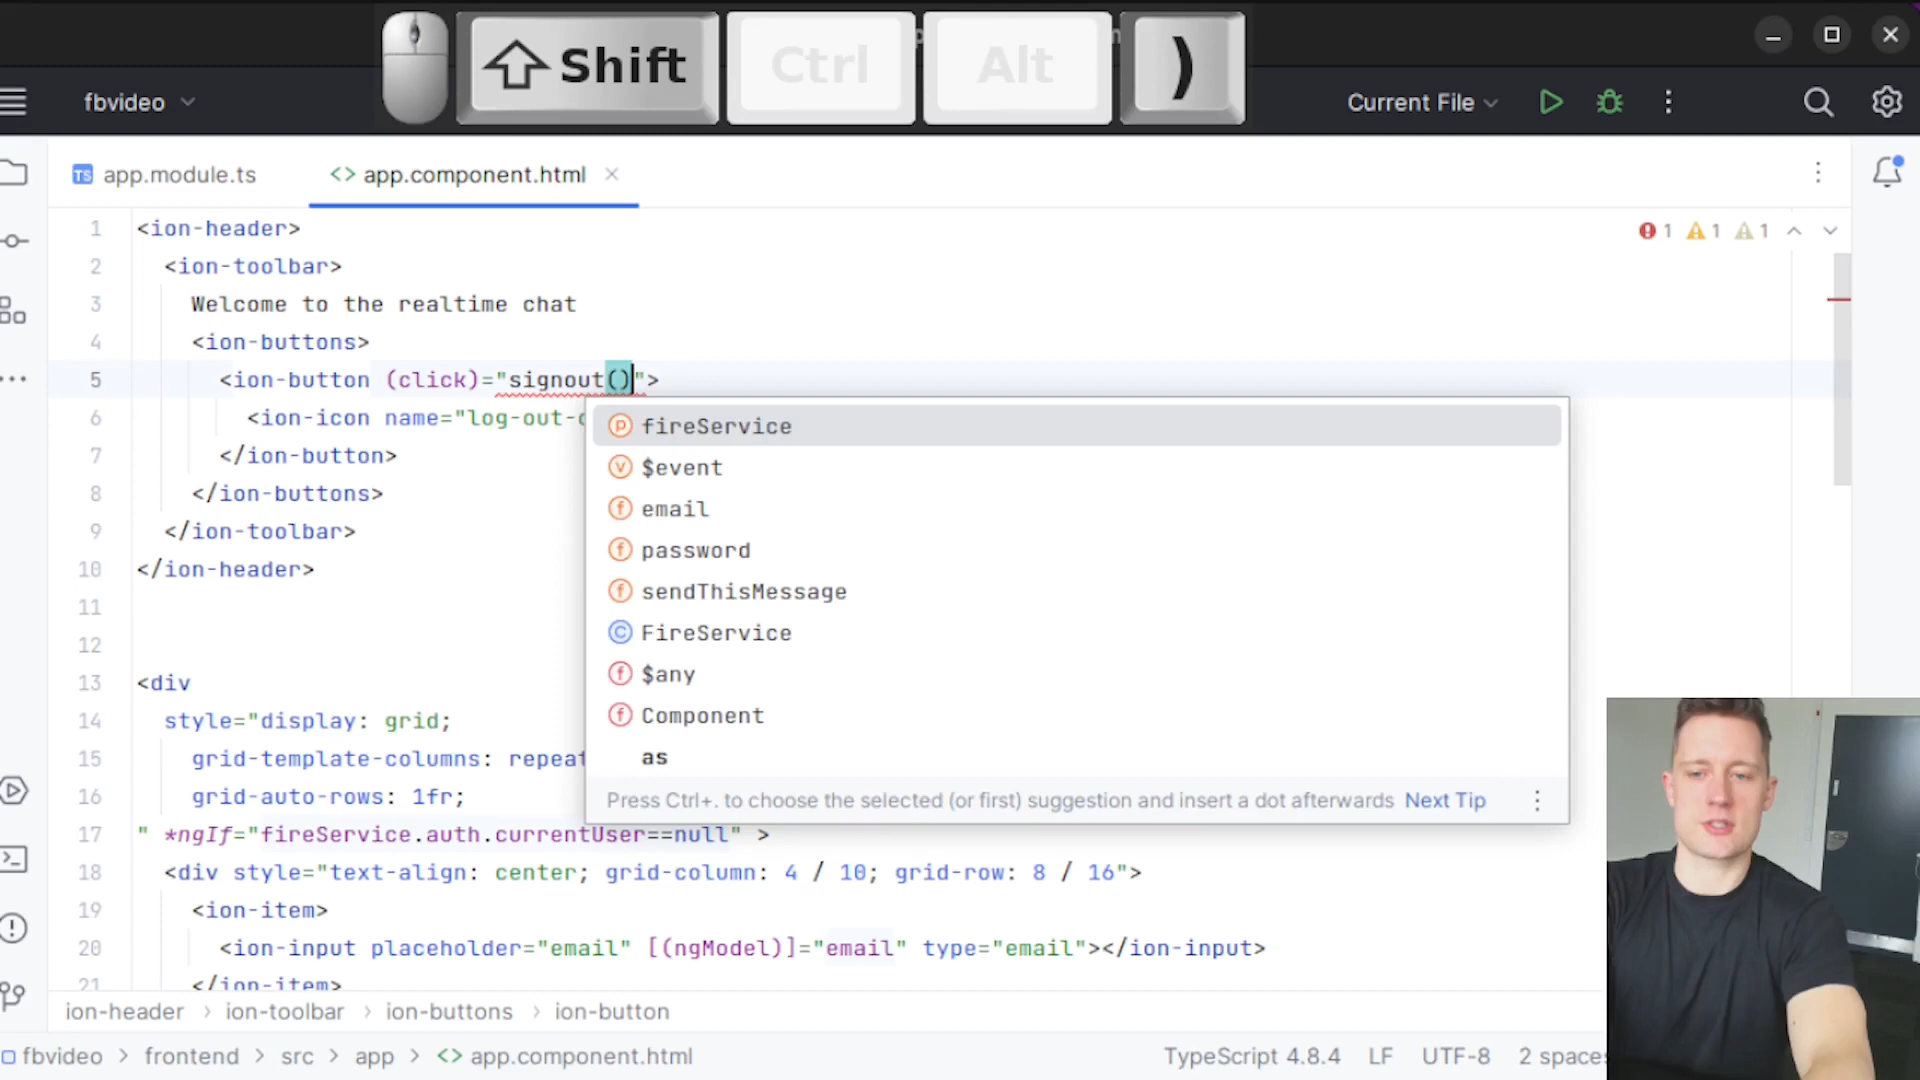 Shift
Ctrl
Alt
)
fbvideo
Current File
TS app.module.ts
<> app.component.html
1 <ion-header>
1 1 1
2 <ion-toolbar>
3 Welcome to the realtime chat
4 <ion-buttons>
5 <ion-button (click)="signout()">
6 <ion-icon name="log-out-
7 </ion-button>
8 </ion-buttons>
9 </ion-toolbar>
10 </ion-header>
11
12
13 <div
14 style="display: grid;
15 grid-template-columns: repeat
16 grid-auto-rows: 1fr;
17 " *ngIf="fireService.auth.currentUser==null" >
18 <div style="text-align: center; grid-column: 4 / 10; grid-row: 8 / 16">
19 <ion-item>
20 <ion-input placeholder="email" [(ngModel)]="email" type="email"></ion-input>
21 </ion-item>
p fireService
v $event
f email
f password
f sendThisMessage
C FireService
f $any
f Component
as
Press Ctrl+. to choose the selected (or first) suggestion and insert a dot afterwards Next Tip
ion-header > ion-toolbar > ion-buttons > ion-button
fbvideo > frontend > src > app > <> app.component.html
TypeScript 4.8.4 LF UTF-8 2 spaces